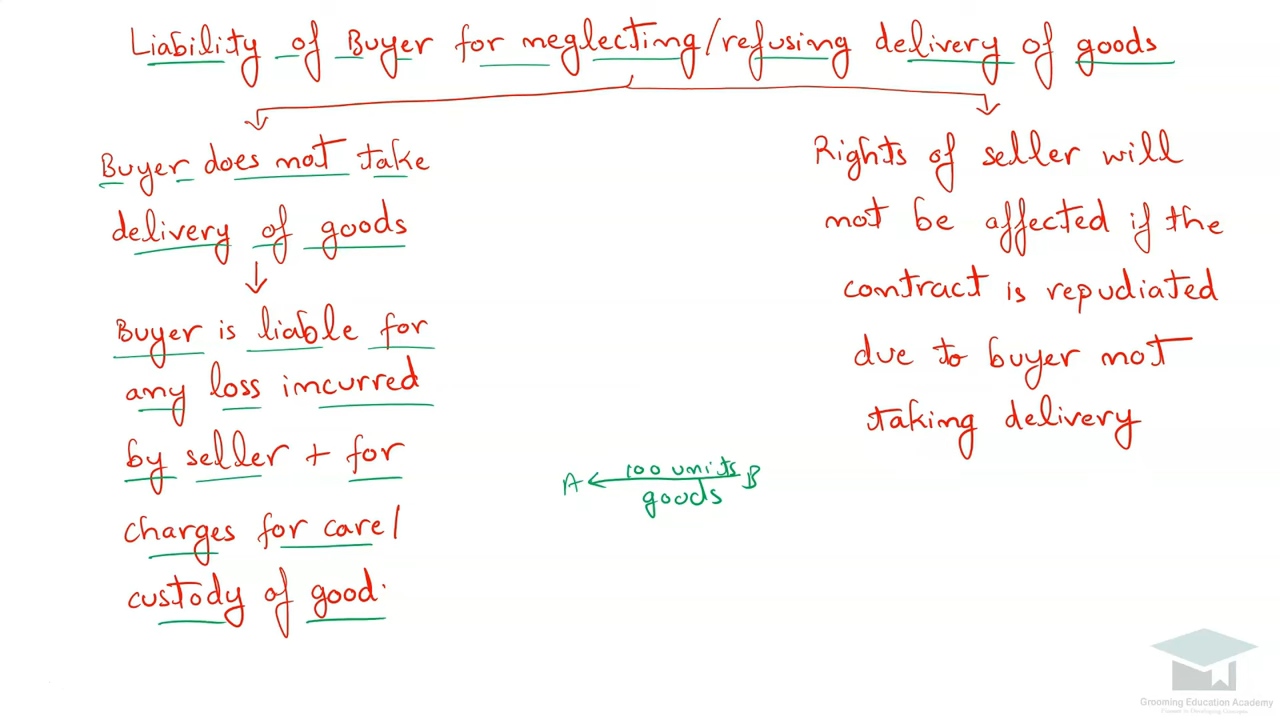 Liability of Buyer for neglecting/refusing delivery of goods
Buyer does not take
delivery of goods
Buyer is liable for
any loss incurred
by seller + for
charges for care/
custody of good.
Rights of seller will
not be affected if the
contract is repudiated
due to buyer not
taking delivery
A 100 units B
goods
Grooming Education Academy